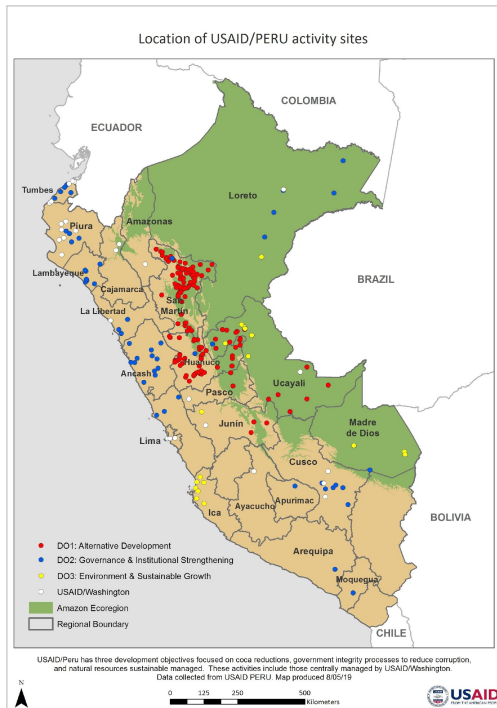 Location of USAID/PERU activity sites
COLOMBIA
ECUADOR
Tumbes
Loreto
Piura
Amazonas
Lambayeque
Cajamarca
BRAZIL
San
Martin
La Libertad
Huanuco
Ancash
Ucayali
Pasco
Junin
Madre
de Dios
Lima
Cusco
Ica
Ayacucho
Apurimac
BOLIVIA
Arequipa
Moquegua
CHILE
DO1: Alternative Development
DO2: Governance & Institutional Strengthening
DO3: Environment & Sustainable Growth
USAID/Washington
Amazon Ecoregion
Regional Boundary
USAID/Peru has three development objectives focused on coca reductions, government integrity processes to reduce corruption,
and natural resources sustainable managed. These activities include those centrally managed by USAID/Washington.
Data collected from USAID PERU. Map produced 8/05/19
N
0 125 250 500
Kilometers
USAID
FROM THE AMERICAN PEOPLE